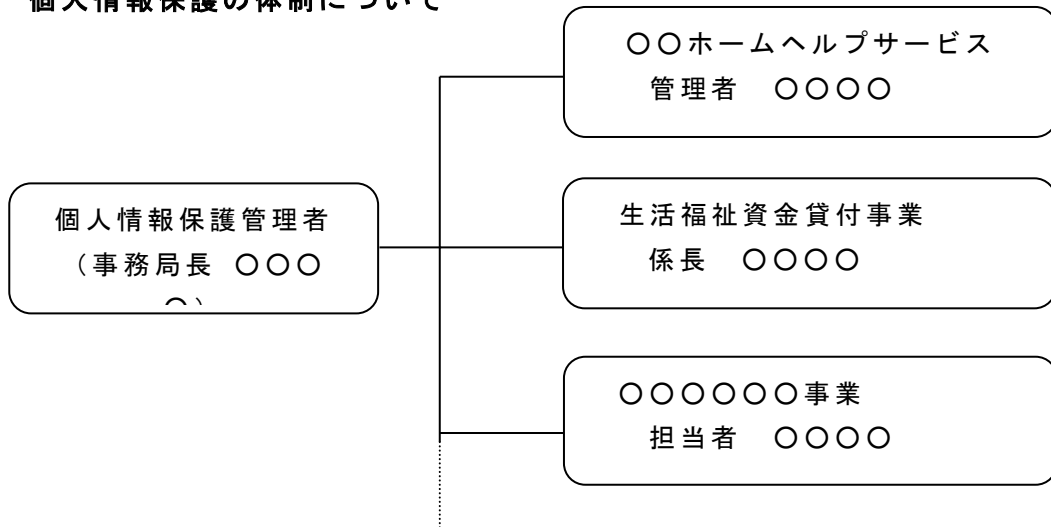 個人情報保護の体制について
〇〇ホームヘルプサービス
管理者　〇〇〇〇
個人情報保護管理者
（事務局長　〇〇〇
〇）
生活福祉資金貸付事業
係長　〇〇〇〇
〇〇〇〇〇〇事業
担当者　〇〇〇〇